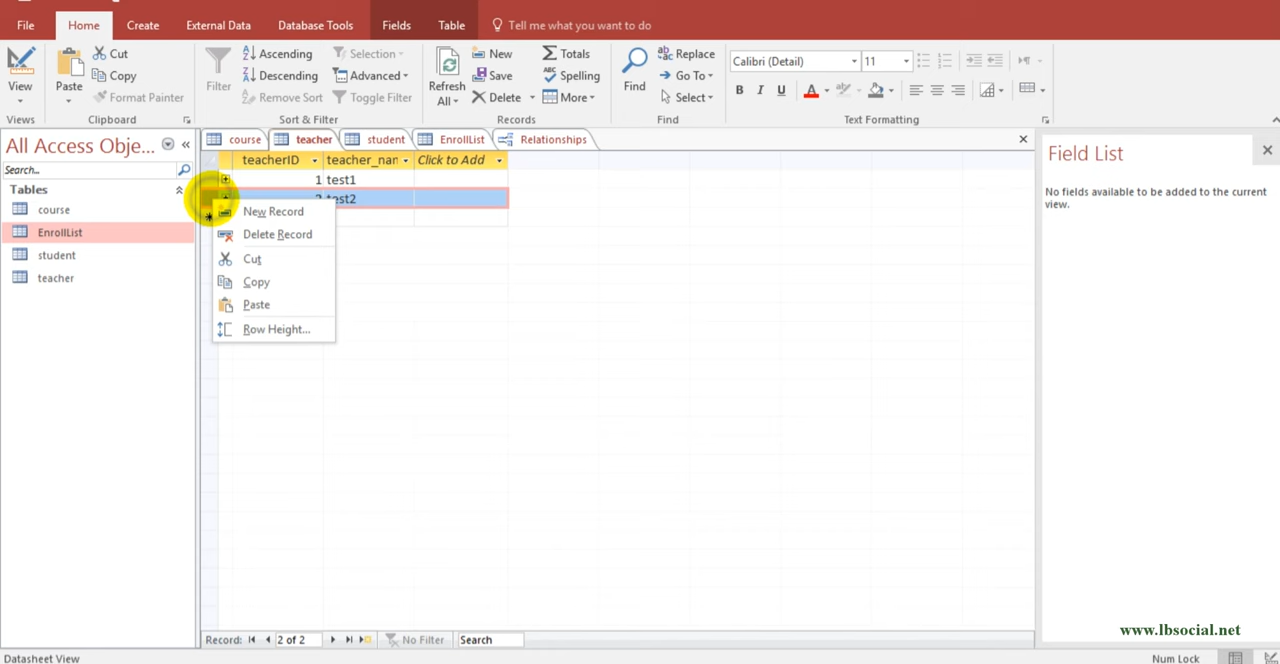 File Home Create External Data Database Tools Fields Table Tell me what you want to do
View
Views
Paste
Cut
Copy
Format Painter
Clipboard
Filter
Ascending
Descending
Remove Sort
Selection
Advanced
Toggle Filter
Sort & Filter
Refresh
All
New
Save
Delete
Totals
Spelling
More
Records
Find
Replace
Go To
Select
Find
Calibri (Detail) 11
B I U A
Text Formatting
All Access Obje...
Search...
Tables
course
EnrollList
student
teacher
course teacher student EnrollList Relationships
teacherID teacher_nar Click to Add
1 test1
2 test2
New Record
Delete Record
Cut
Copy
Paste
Row Height...
Field List
No fields available to be added to the current
view.
www.lbsocial.net
Record: 2 of 2 No Filter Search
Datasheet View Num Lock